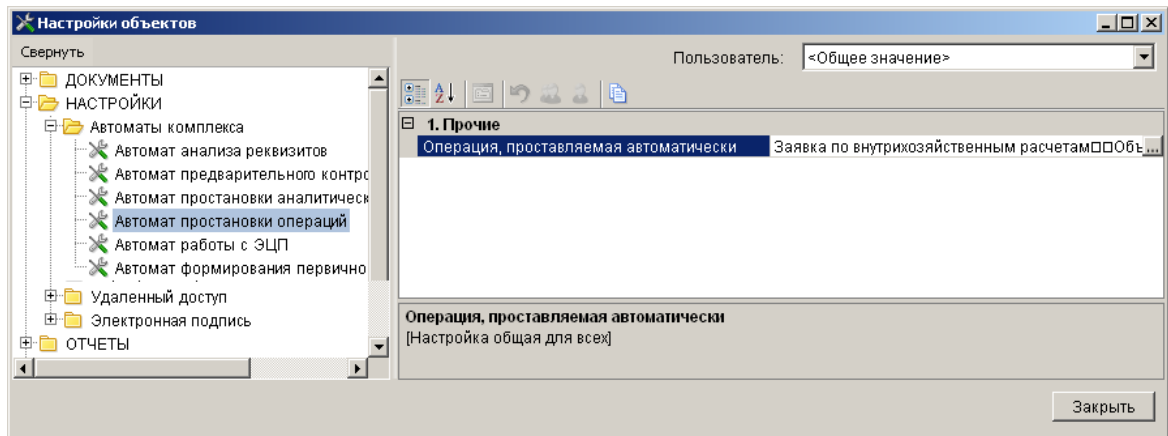 Настройки объектов
Свернуть
Пользователь: <Общее значение>
ДОКУМЕНТЫ
НАСТРОЙКИ
Автоматы комплекса
Автомат анализа реквизитов
Автомат предварительного контро
Автомат простановки аналитическ
Автомат простановки операций
Автомат работы с ЭЦП
Автомат формирования первично
Удаленный доступ
Электронная подпись
ОТЧЕТЫ
1. Прочие
Операция, проставляемая автоматически Заявка по внутрихозяйственным расчетам□□Объ...
Операция, проставляемая автоматически
[Настройка общая для всех]
Закрыть